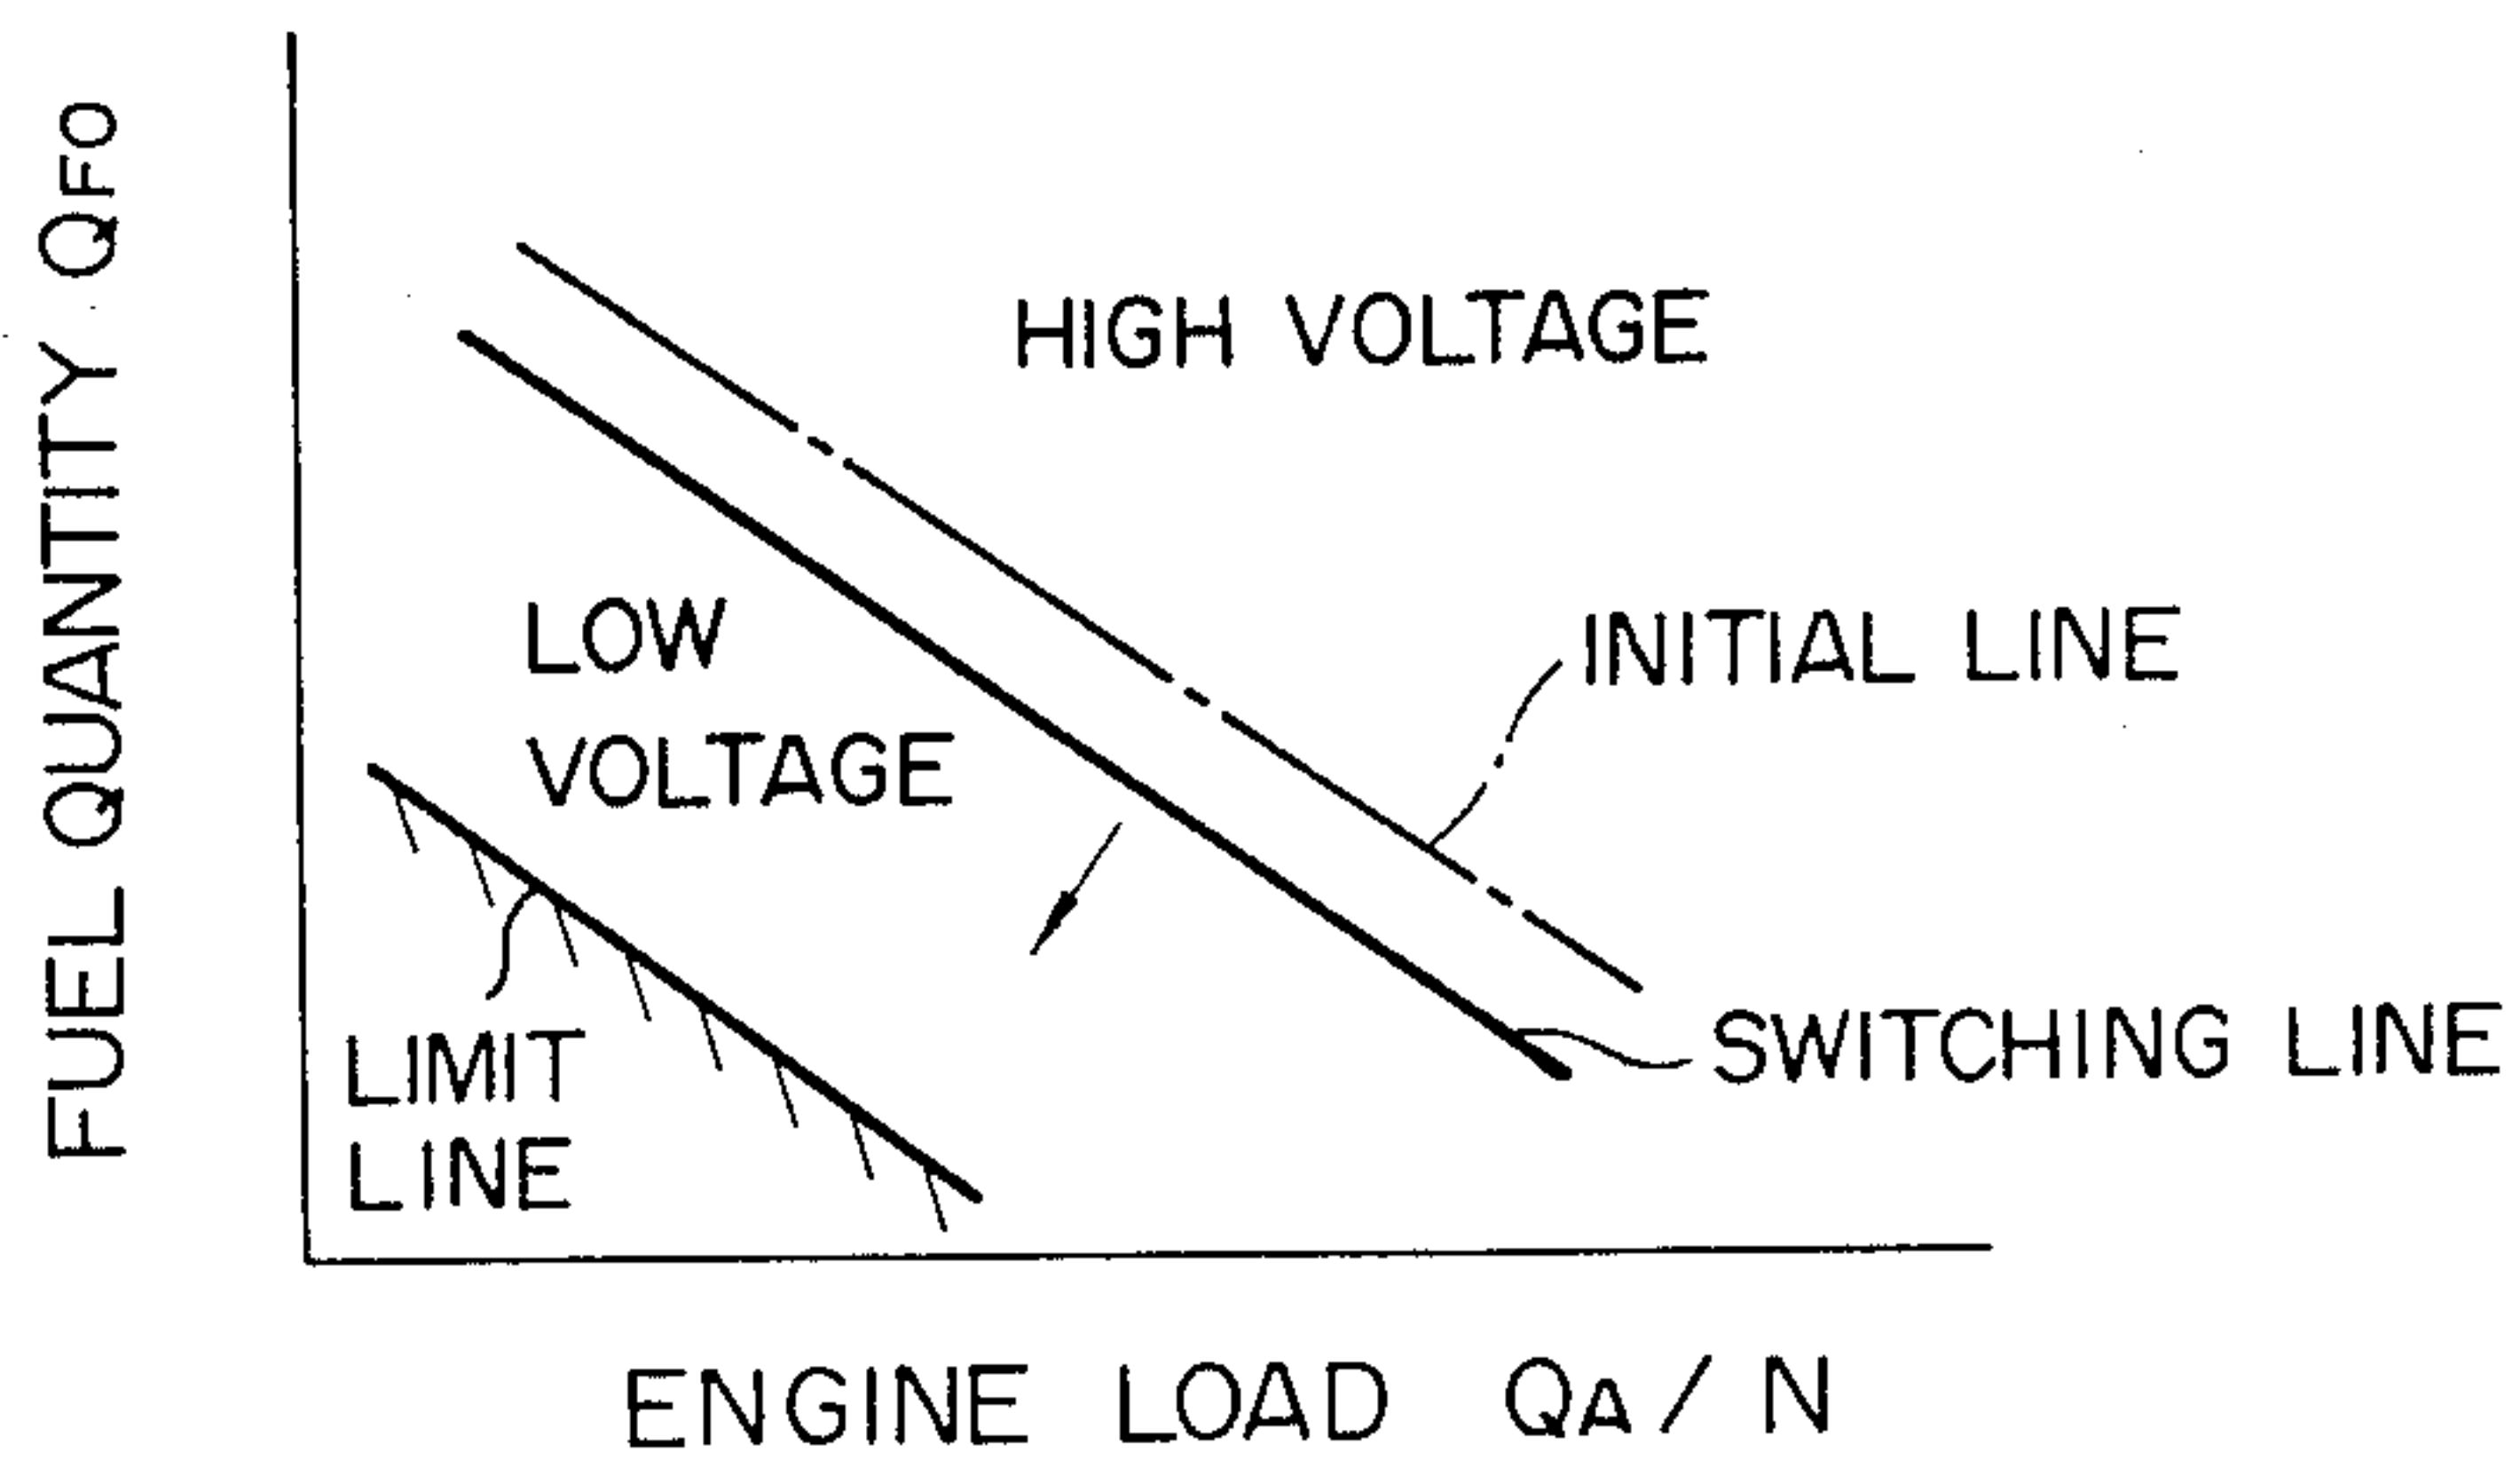 FUEL QUANTITY QFO
HIGH VOLTAGE
LOW
VOLTAGE
INITIAL LINE
LIMIT
LINE
SWITCHING LINE
ENGINE LOAD QA/N